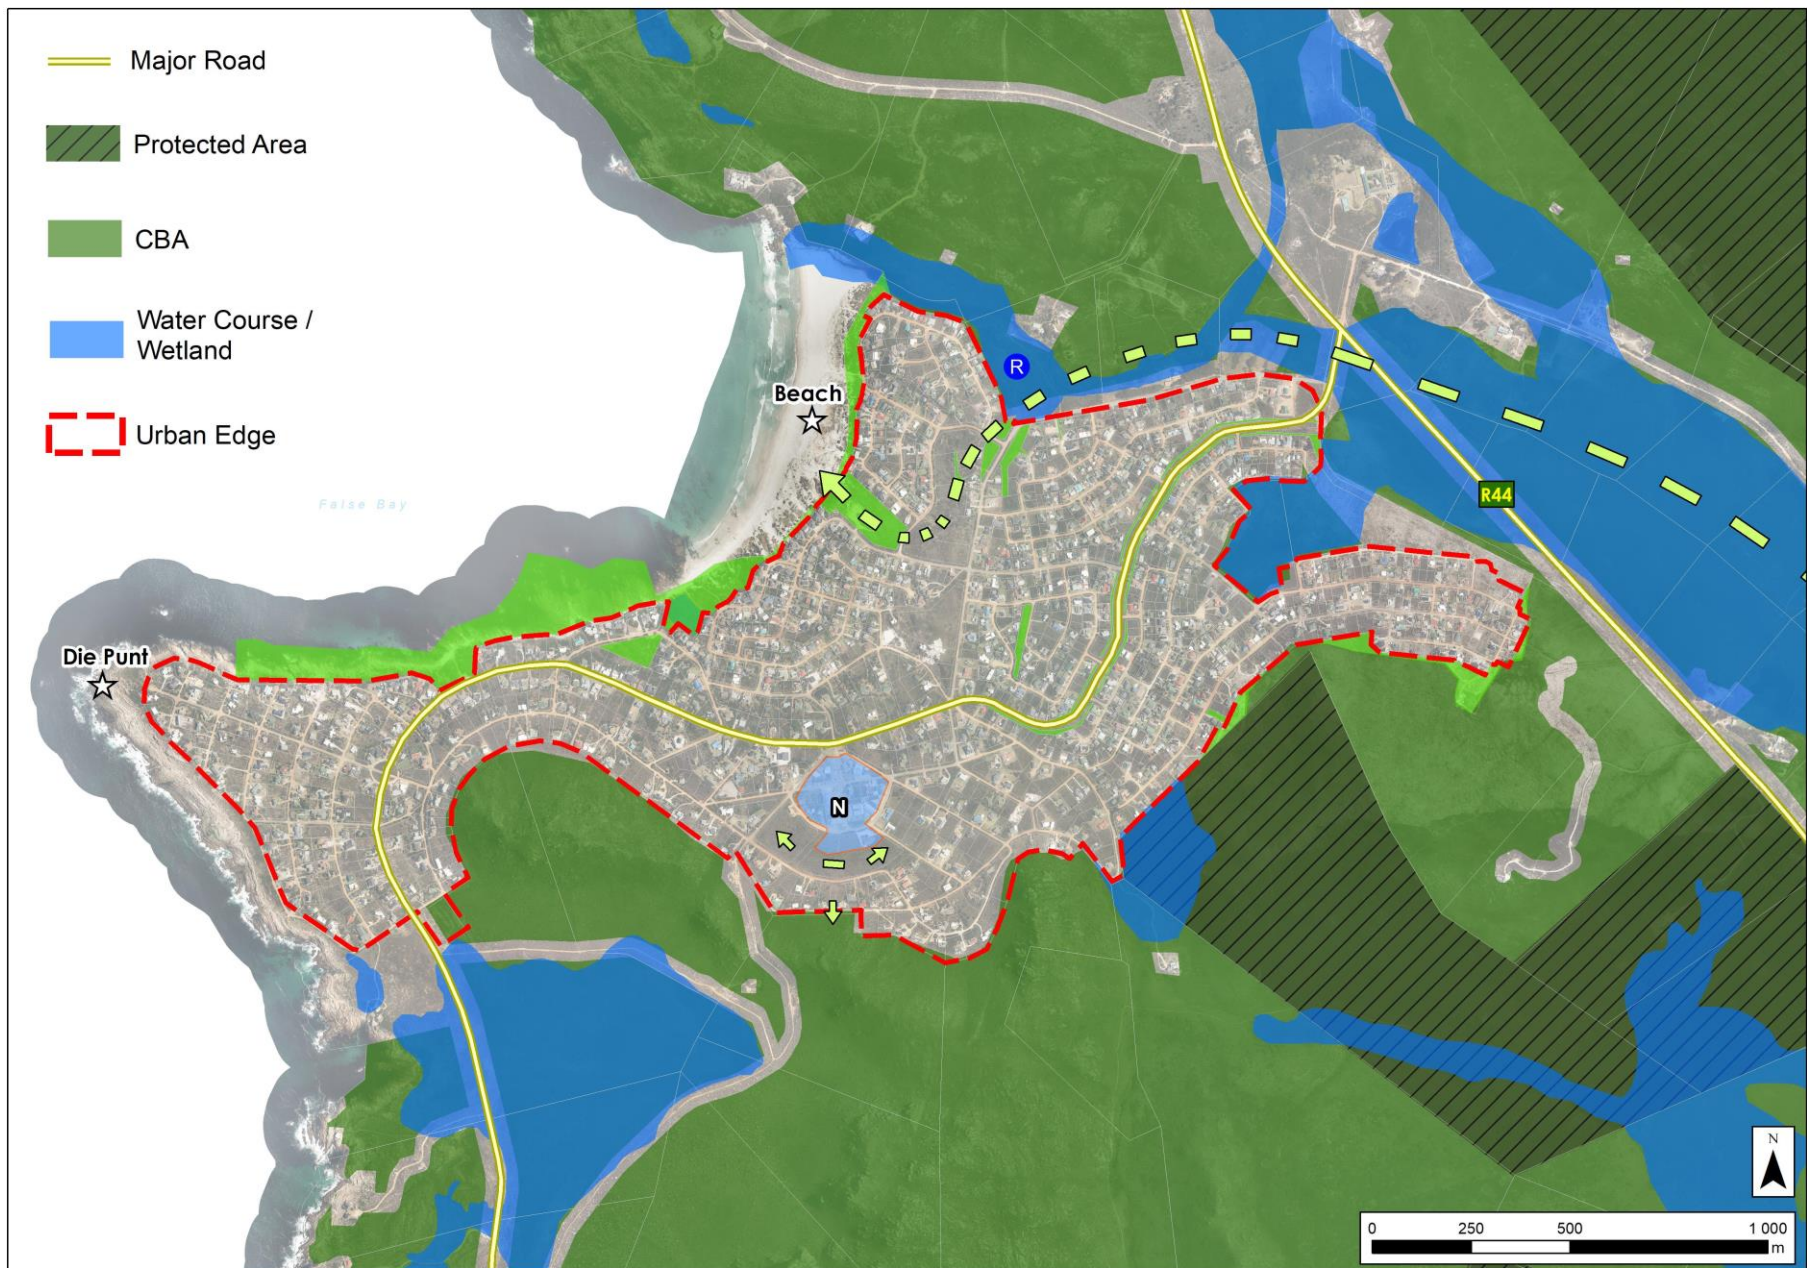 Major Road
Protected Area
CBA
Water Course /
Wetland
Urban Edge
False Bay
Beach
R
R44
Die Punt
N
N
0 250 500 1 000
m